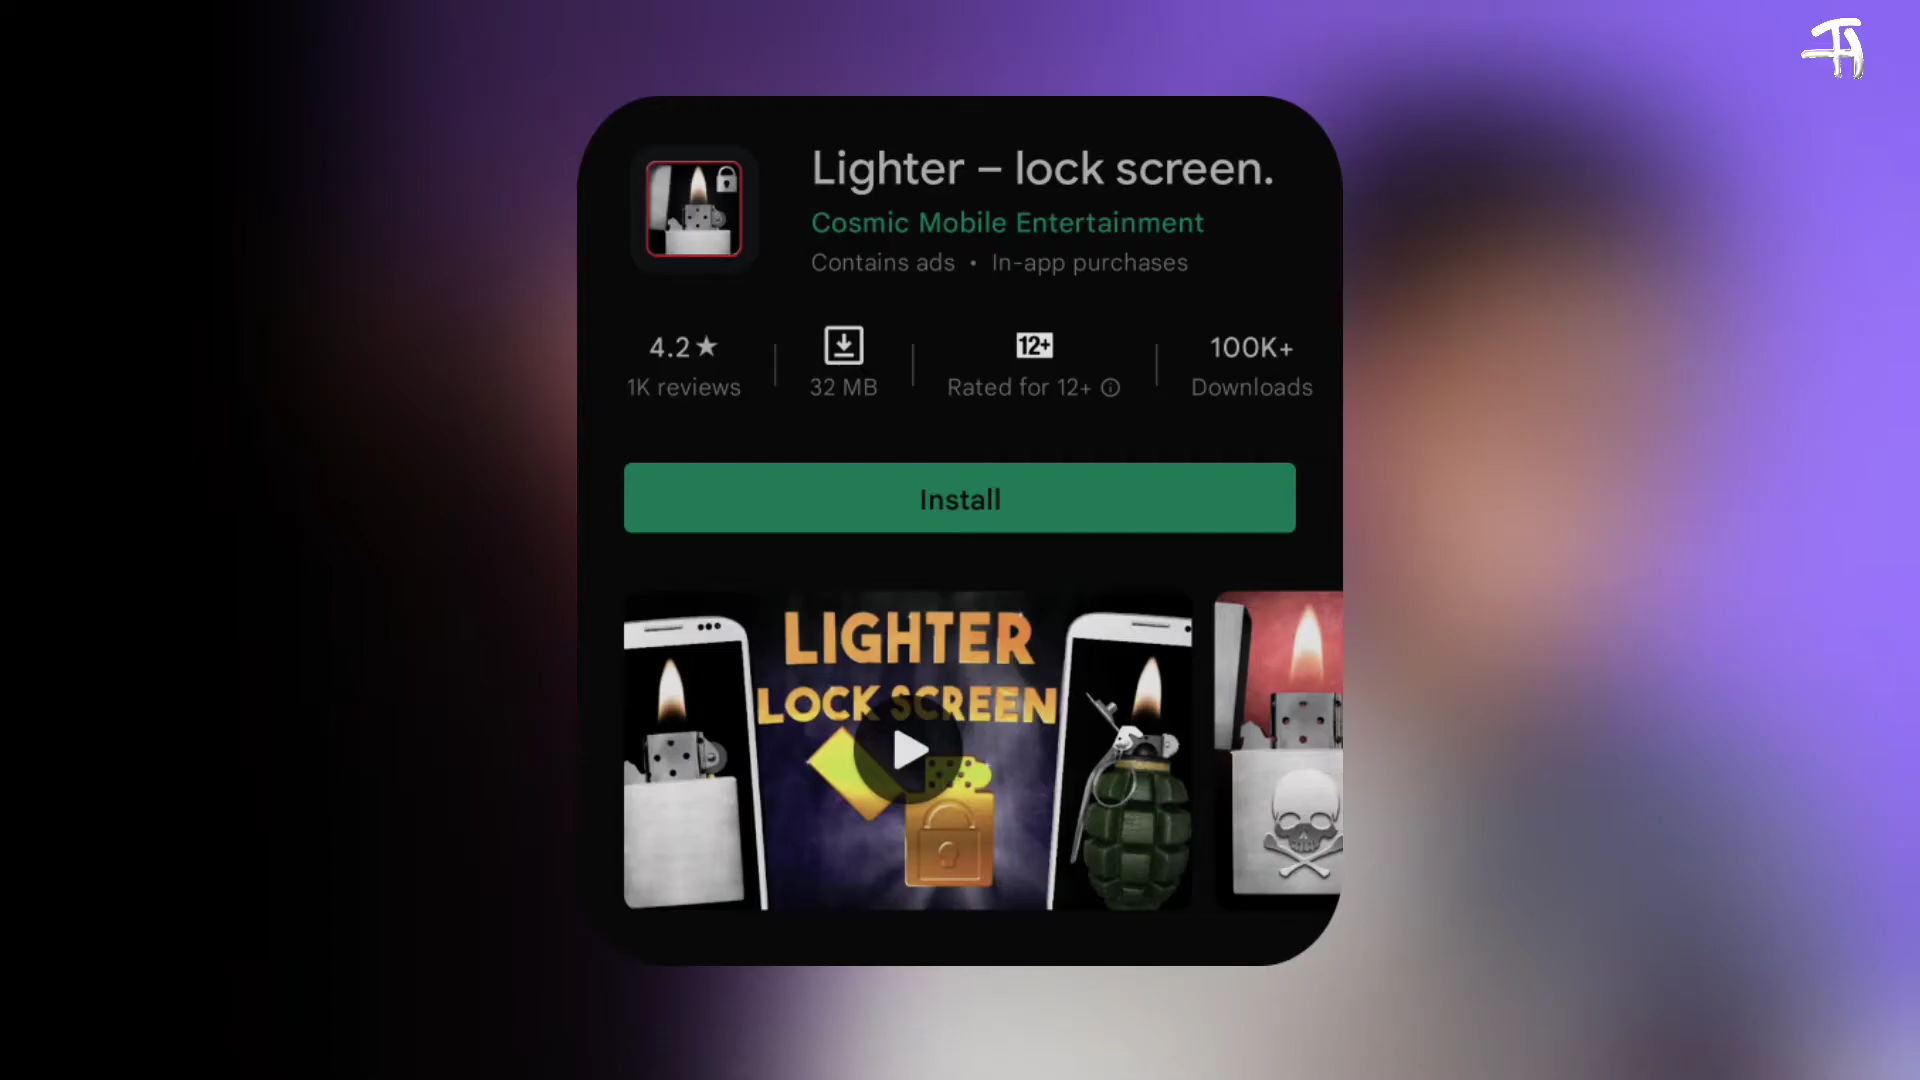 Lighter – lock screen.
Cosmic Mobile Entertainment
Contains ads • In-app purchases
4.2★
1K reviews
32 MB
12+
Rated for 12+
100K+
Downloads
Install
LIGHTER
LOCK SCREEN